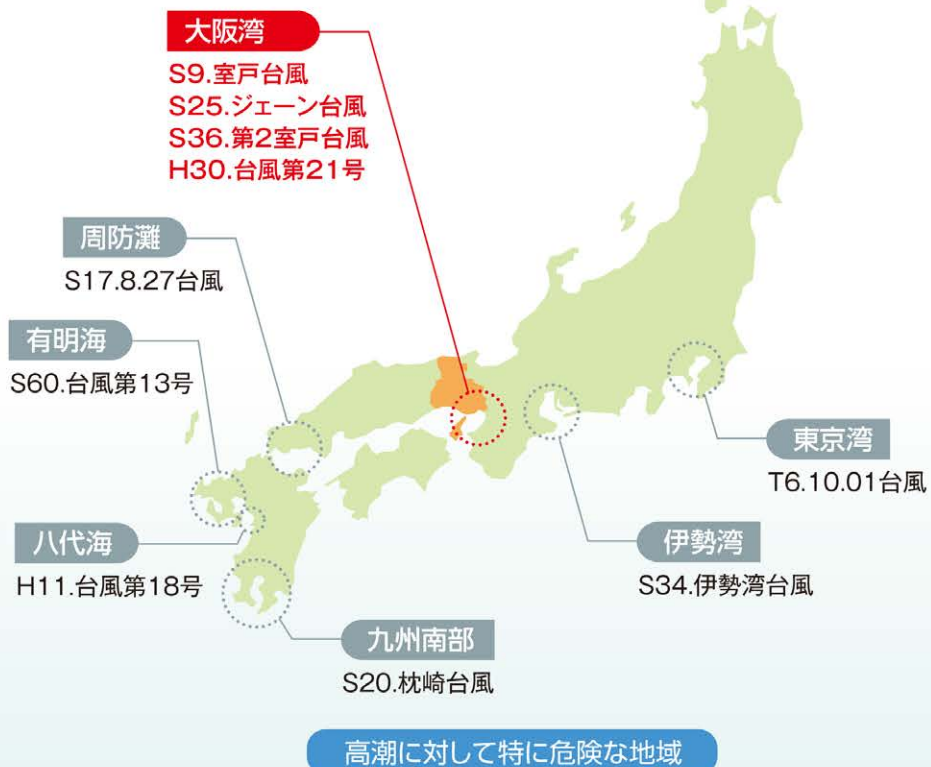 大阪湾
S9.室戸台風
S25.ジェーン台風
S36.第2室戸台風
H30.台風第21号
周防灘
S17.8.27台風
有明海
S60.台風第13号
八代海
H11.台風第18号
九州南部
S20.枕崎台風
伊勢湾
S34.伊勢湾台風
東京湾
T6.10.01台風
高潮に対して特に危険な地域